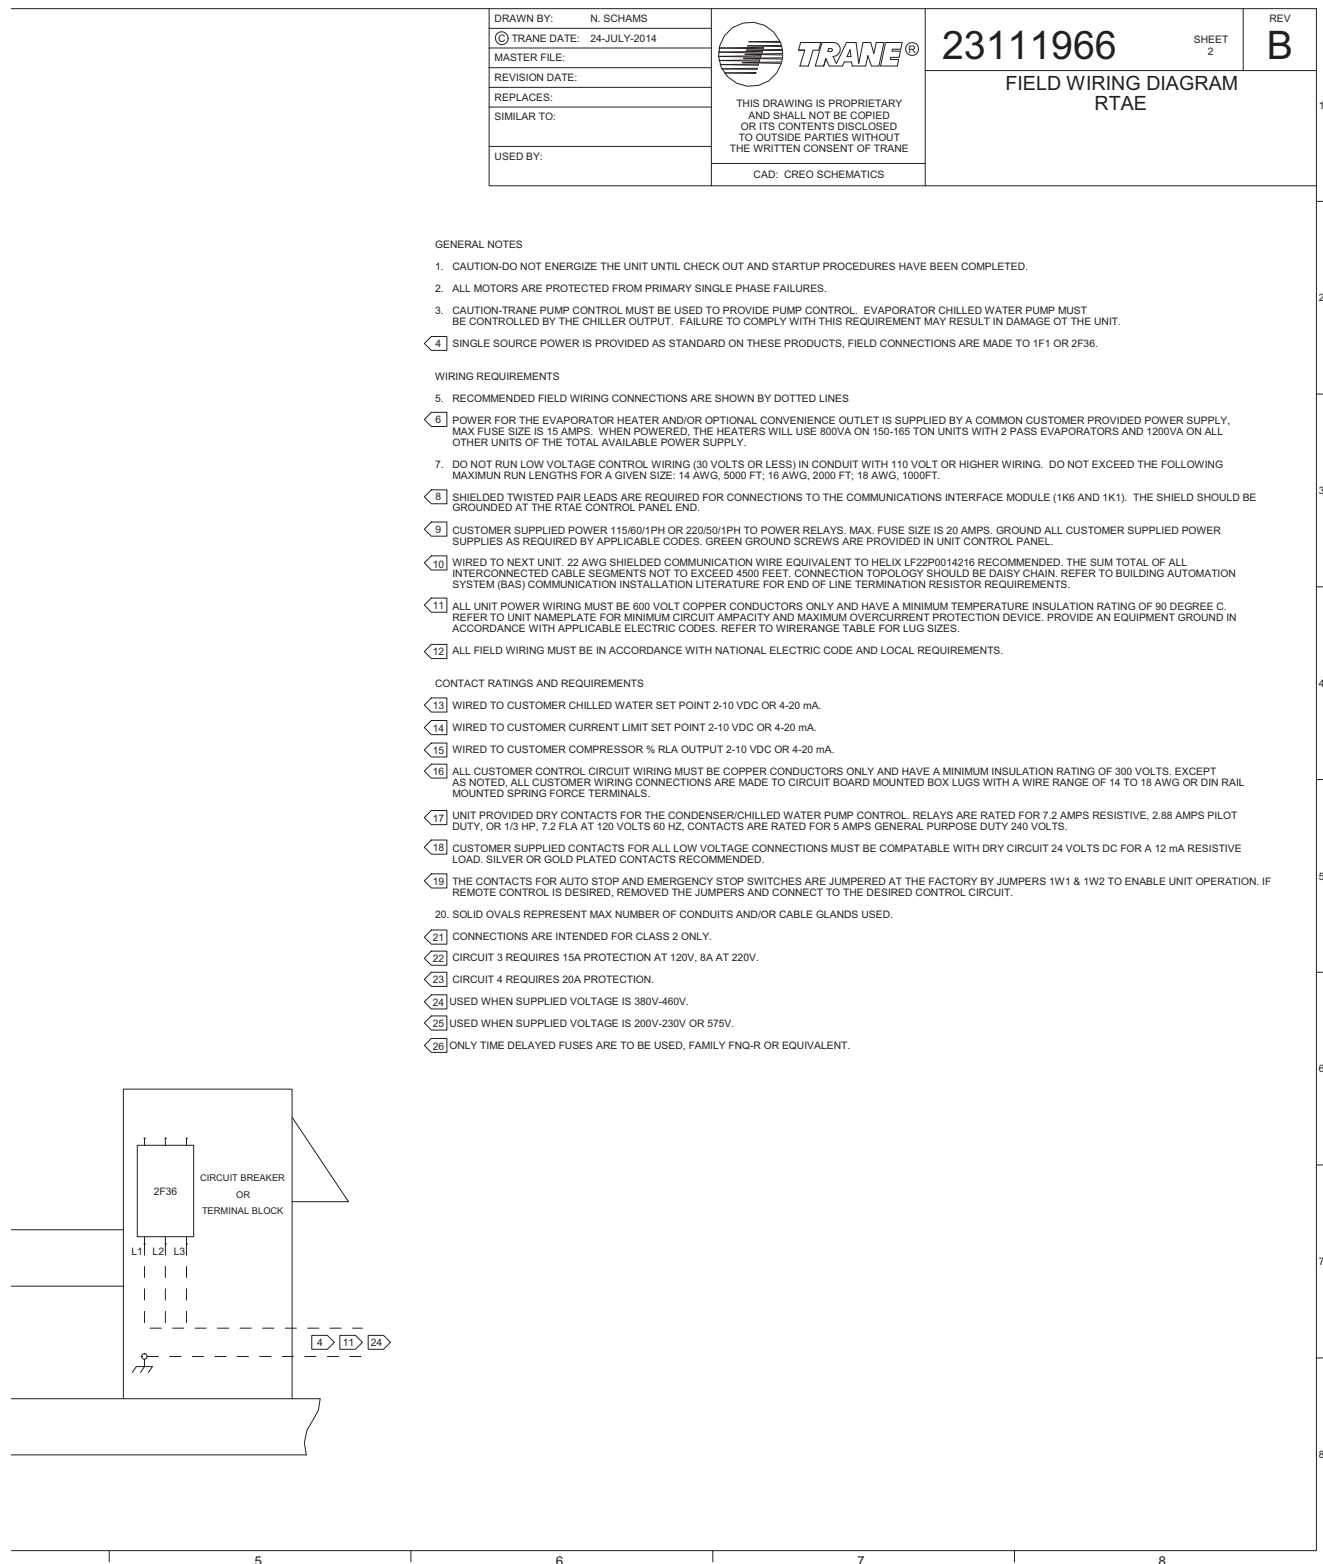 DRAWN BY: N. SCHAMS
© TRANE DATE: 24-JULY-2014
MASTER FILE:
REVISION DATE:
REPLACES:
SIMILAR TO:
USED BY:
TRANE®
THIS DRAWING IS PROPRIETARY
AND SHALL NOT BE COPIED
OR ITS CONTENTS DISCLOSED
TO OUTSIDE PARTIES WITHOUT
THE WRITTEN CONSENT OF TRANE
CAD: CREO SCHEMATICS
23111966
SHEET
2
REV
B
FIELD WIRING DIAGRAM
RTAE
GENERAL NOTES
1. CAUTION-DO NOT ENERGIZE THE UNIT UNTIL CHECK OUT AND STARTUP PROCEDURES HAVE BEEN COMPLETED.
2. ALL MOTORS ARE PROTECTED FROM PRIMARY SINGLE PHASE FAILURES.
3. CAUTION-TRANE PUMP CONTROL MUST BE USED TO PROVIDE PUMP CONTROL. EVAPORATOR CHILLED WATER PUMP MUST
BE CONTROLLED BY THE CHILLER OUTPUT. FAILURE TO COMPLY WITH THIS REQUIREMENT MAY RESULT IN DAMAGE OT THE UNIT.
4 SINGLE SOURCE POWER IS PROVIDED AS STANDARD ON THESE PRODUCTS, FIELD CONNECTIONS ARE MADE TO 1F1 OR 2F36.
WIRING REQUIREMENTS
5. RECOMMENDED FIELD WIRING CONNECTIONS ARE SHOWN BY DOTTED LINES
6 POWER FOR THE EVAPORATOR HEATER AND/OR OPTIONAL CONVENIENCE OUTLET IS SUPPLIED BY A COMMON CUSTOMER PROVIDED POWER SUPPLY,
MAX FUSE SIZE IS 15 AMPS. WHEN POWERED, THE HEATERS WILL USE 800VA ON 150-165 TON UNITS WITH 2 PASS EVAPORATORS AND 1200VA ON ALL
OTHER UNITS OF THE TOTAL AVAILABLE POWER SUPPLY.
7. DO NOT RUN LOW VOLTAGE CONTROL WIRING (30 VOLTS OR LESS) IN CONDUIT WITH 110 VOLT OR HIGHER WIRING. DO NOT EXCEED THE FOLLOWING
MAXIMUN RUN LENGTHS FOR A GIVEN SIZE: 14 AWG, 5000 FT; 16 AWG, 2000 FT; 18 AWG, 1000FT.
8 SHIELDED TWISTED PAIR LEADS ARE REQUIRED FOR CONNECTIONS TO THE COMMUNICATIONS INTERFACE MODULE (1K6 AND 1K1). THE SHIELD SHOULD BE
GROUNDED AT THE RTAE CONTROL PANEL END.
9 CUSTOMER SUPPLIED POWER 115/60/1PH OR 220/50/1PH TO POWER RELAYS. MAX. FUSE SIZE IS 20 AMPS. GROUND ALL CUSTOMER SUPPLIED POWER
SUPPLIES AS REQUIRED BY APPLICABLE CODES. GREEN GROUND SCREWS ARE PROVIDED IN UNIT CONTROL PANEL.
10 WIRED TO NEXT UNIT. 22 AWG SHIELDED COMMUNICATION WIRE EQUIVALENT TO HELIX LF22P0014216 RECOMMENDED. THE SUM TOTAL OF ALL
INTERCONNECTED CABLE SEGMENTS NOT TO EXCEED 4500 FEET. CONNECTION TOPOLOGY SHOULD BE DAISY CHAIN. REFER TO BUILDING AUTOMATION
SYSTEM (BAS) COMMUNICATION INSTALLATION LITERATURE FOR END OF LINE TERMINATION RESISTOR REQUIREMENTS.
11 ALL UNIT POWER WIRING MUST BE 600 VOLT COPPER CONDUCTORS ONLY AND HAVE A MINIMUM TEMPERATURE INSULATION RATING OF 90 DEGREE C.
REFER TO UNIT NAMEPLATE FOR MINIMUM CIRCUIT AMPACITY AND MAXIMUM OVERCURRENT PROTECTION DEVICE. PROVIDE AN EQUIPMENT GROUND IN
ACCORDANCE WITH APPLICABLE ELECTRIC CODES. REFER TO WIRERANGE TABLE FOR LUG SIZES.
12 ALL FIELD WIRING MUST BE IN ACCORDANCE WITH NATIONAL ELECTRIC CODE AND LOCAL REQUIREMENTS.
CONTACT RATINGS AND REQUIREMENTS
13 WIRED TO CUSTOMER CHILLED WATER SET POINT 2-10 VDC OR 4-20 mA.
14 WIRED TO CUSTOMER CURRENT LIMIT SET POINT 2-10 VDC OR 4-20 mA.
15 WIRED TO CUSTOMER COMPRESSOR % RLA OUTPUT 2-10 VDC OR 4-20 mA.
16 ALL CUSTOMER CONTROL CIRCUIT WIRING MUST BE COPPER CONDUCTORS ONLY AND HAVE A MINIMUM INSULATION RATING OF 300 VOLTS. EXCEPT
AS NOTED, ALL CUSTOMER WIRING CONNECTIONS ARE MADE TO CIRCUIT BOARD MOUNTED BOX LUGS WITH A WIRE RANGE OF 14 TO 18 AWG OR DIN RAIL
MOUNTED SPRING FORCE TERMINALS.
17 UNIT PROVIDED DRY CONTACTS FOR THE CONDENSER/CHILLED WATER PUMP CONTROL. RELAYS ARE RATED FOR 7.2 AMPS RESISTIVE, 2.88 AMPS PILOT
DUTY, OR 1/3 HP, 7.2 FLA AT 120 VOLTS 60 HZ, CONTACTS ARE RATED FOR 5 AMPS GENERAL PURPOSE DUTY 240 VOLTS.
18 CUSTOMER SUPPLIED CONTACTS FOR ALL LOW VOLTAGE CONNECTIONS MUST BE COMPATABLE WITH DRY CIRCUIT 24 VOLTS DC FOR A 12 mA RESISTIVE
LOAD. SILVER OR GOLD PLATED CONTACTS RECOMMENDED.
19 THE CONTACTS FOR AUTO STOP AND EMERGENCY STOP SWITCHES ARE JUMPERED AT THE FACTORY BY JUMPERS 1W1 & 1W2 TO ENABLE UNIT OPERATION. IF
REMOTE CONTROL IS DESIRED, REMOVED THE JUMPERS AND CONNECT TO THE DESIRED CONTROL CIRCUIT.
20. SOLID OVALS REPRESENT MAX NUMBER OF CONDUITS AND/OR CABLE GLANDS USED.
21 CONNECTIONS ARE INTENDED FOR CLASS 2 ONLY.
22 CIRCUIT 3 REQUIRES 15A PROTECTION AT 120V, 8A AT 220V.
23 CIRCUIT 4 REQUIRES 20A PROTECTION.
24 USED WHEN SUPPLIED VOLTAGE IS 380V-460V.
25 USED WHEN SUPPLIED VOLTAGE IS 200V-230V OR 575V.
26 ONLY TIME DELAYED FUSES ARE TO BE USED, FAMILY FNQ-R OR EQUIVALENT.
2F36
CIRCUIT BREAKER
OR
TERMINAL BLOCK
L1 L2 L3
4 11 24
1
2
3
4
5
6
7
8
5 6 7 8